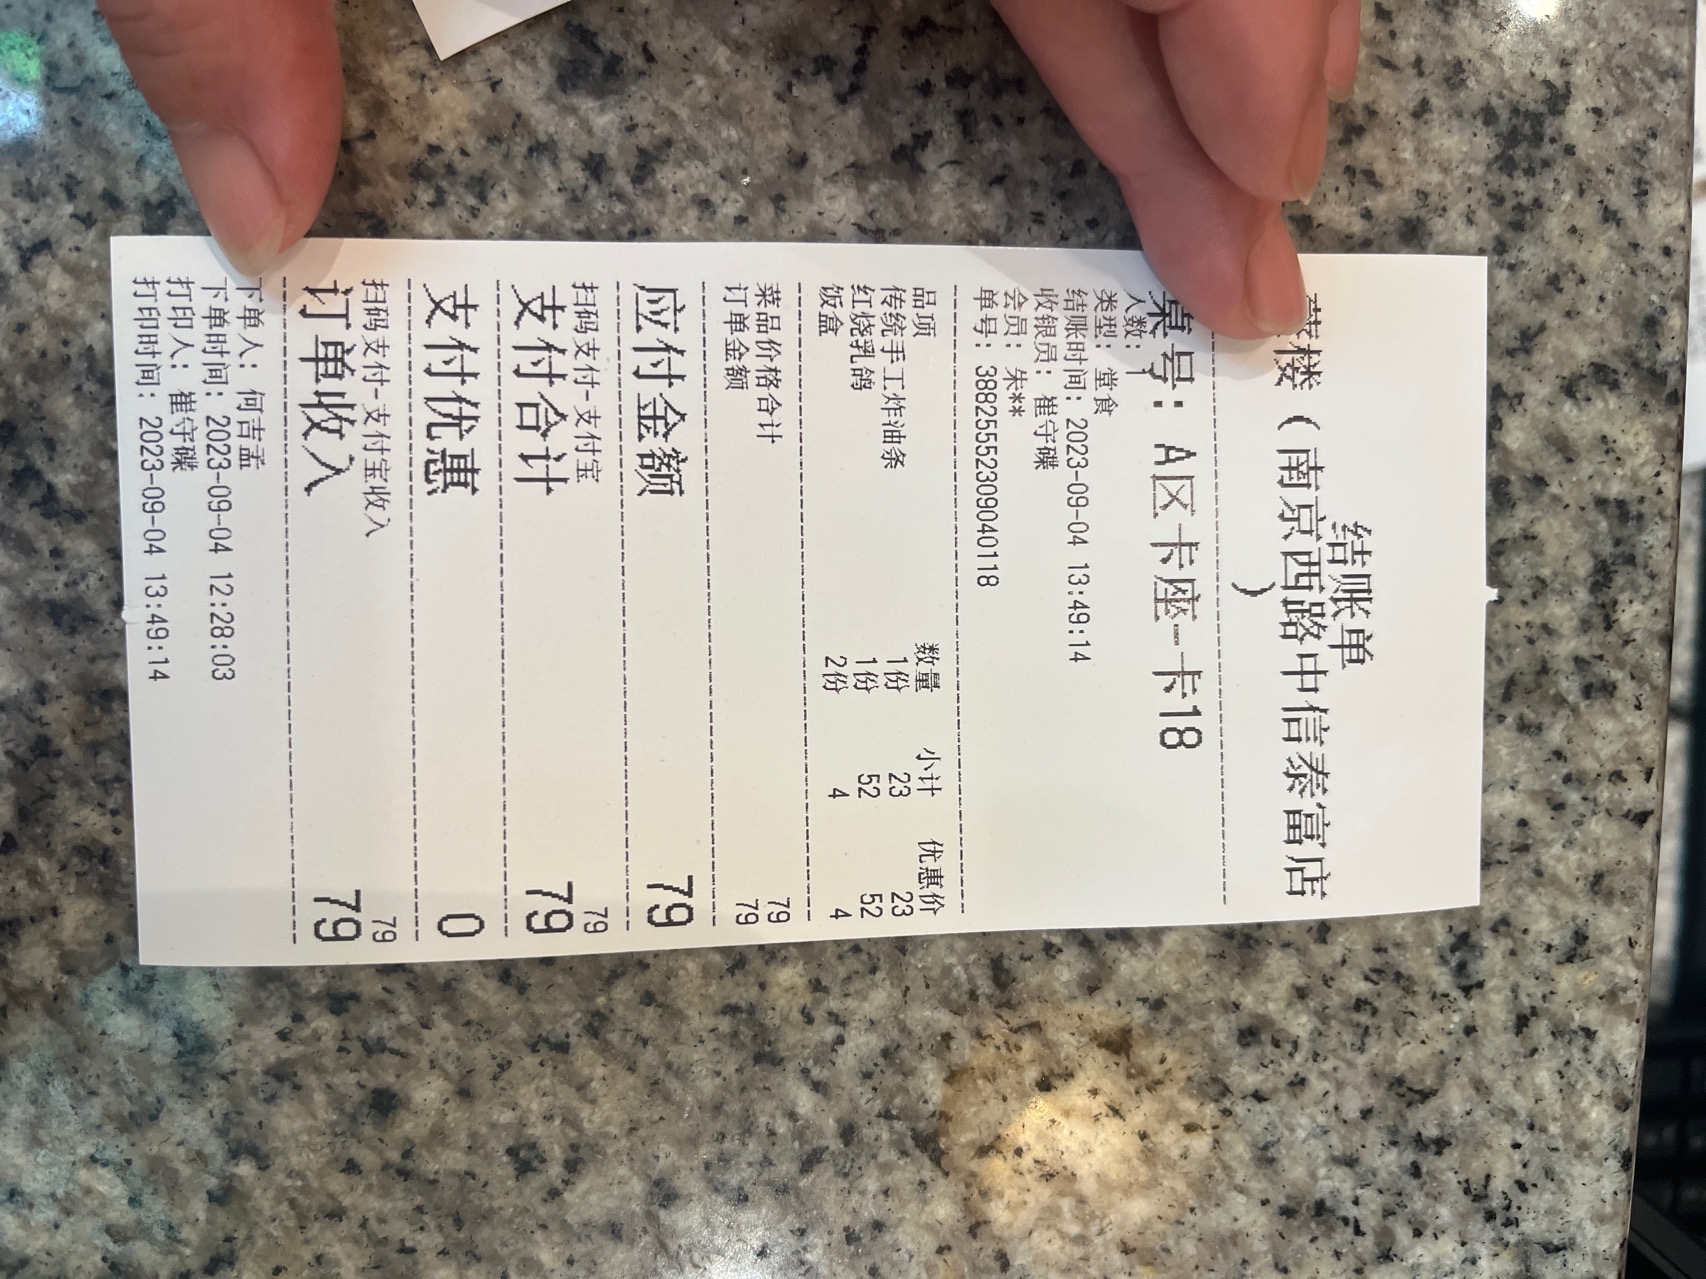 结账单
楼（南京西路中信泰富店
）
桌号：A区卡座-卡18
人数：1
类型：堂食
结账时间：2023-09-04 13:49:14
收银员：崔守碟
会员：朱**
单号：38825552309040118
品项 数量 小计 优惠价
传统手工炸油条 1份 23 23
红烧乳鸽 1份 52 52
饭盒 2份 4 4
菜品价格合计 79
订单金额 79
应付金额 79
扫码支付-支付宝 79
支付合计 79
支付优惠 0
扫码支付-支付宝收入 79
订单收入 79
下单人：何吉孟
下单时间：2023-09-04 12:28:03
打印人：崔守碟
打印时间：2023-09-04 13:49:14